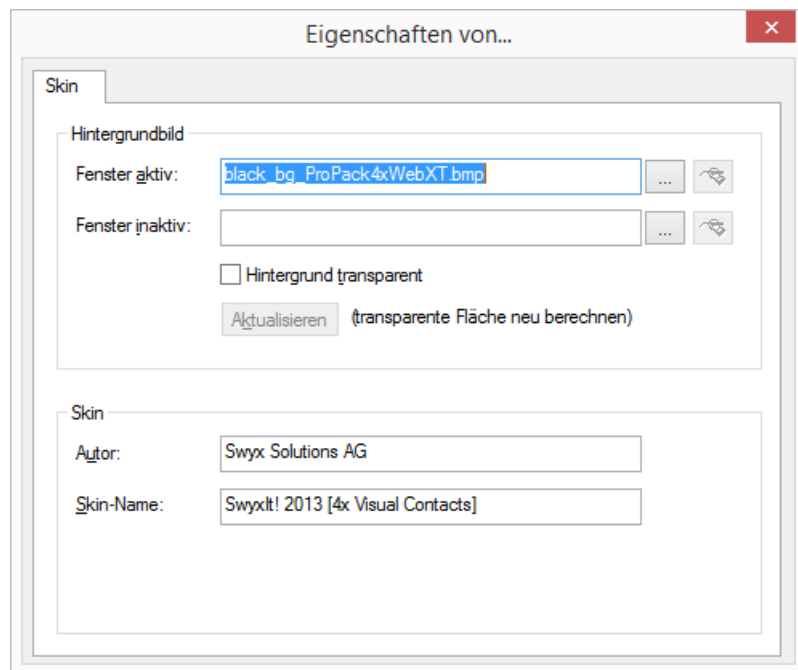 Eigenschaften von...
Skin
Hintergrundbild
Fenster aktiv: black_bg_ProPack4xWebXT.bmp ...
Fenster inaktiv: ...
Hintergrund transparent
Aktualisieren (transparente Fläche neu berechnen)
Skin
Autor: Swyx Solutions AG
Skin-Name: SwyxIt! 2013 [4x Visual Contacts]